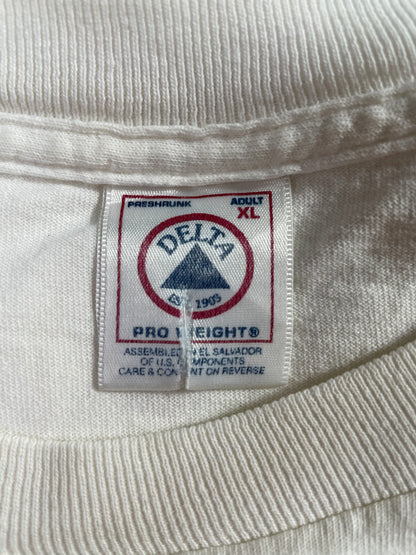 PRESHRUNK ADULT
XL
DELTA
EST. 1903
PRO WEIGHT®
ASSEMBLED IN EL SALVADOR
OF U.S. COMPONENTS
CARE & CONTENT ON REVERSE